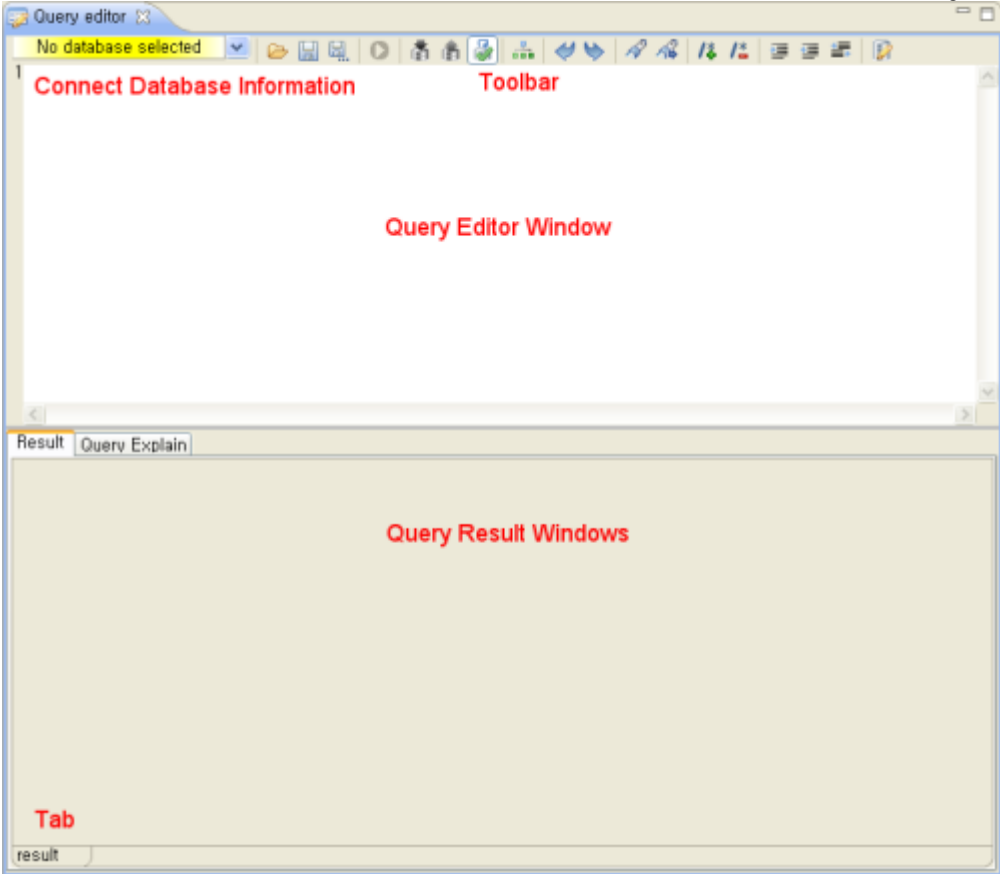 Query editor
No database selected
1
Connect Database Information
Toolbar
Query Editor Window
Result
Query Explain
Query Result Windows
Tab
result